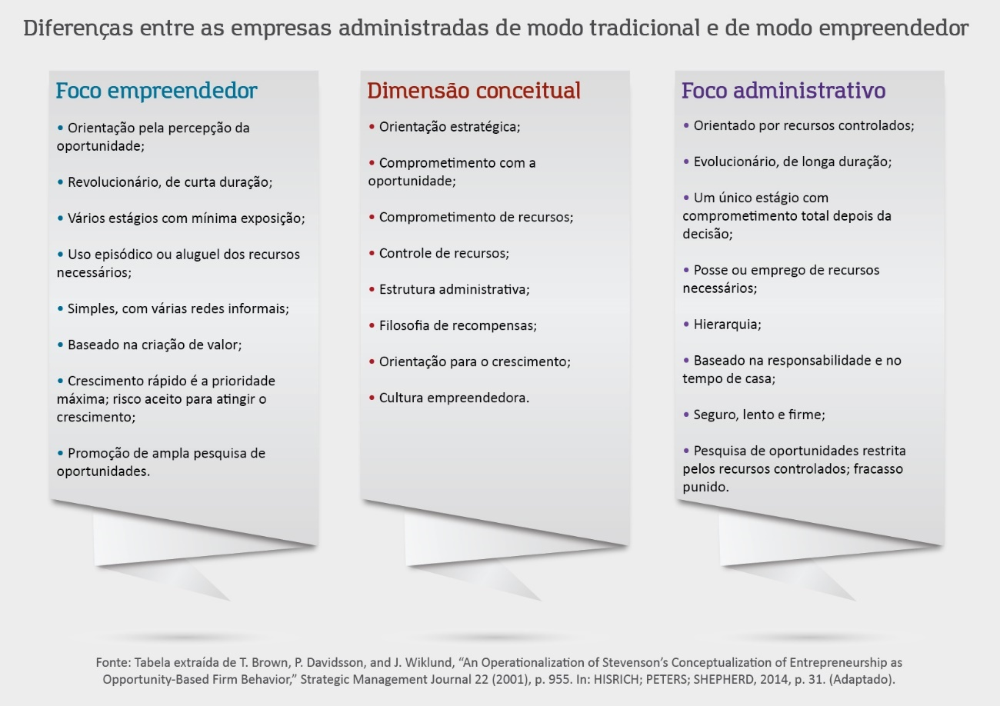 Diferenças entre as empresas administradas de modo tradicional e de modo empreendedor
Foco empreendedor
• Orientação pela percepção da
oportunidade;
• Revolucionário, de curta duração;
• Vários estágios com mínima exposição;
• Uso episódico ou aluguel dos recursos
necessários;
• Simples, com várias redes informais;
• Baseado na criação de valor;
• Crescimento rápido é a prioridade
máxima; risco aceito para atingir o
crescimento;
• Promoção de ampla pesquisa de
oportunidades.
Dimensão conceitual
• Orientação estratégica;
• Comprometimento com a
oportunidade;
• Comprometimento de recursos;
• Controle de recursos;
• Estrutura administrativa;
• Filosofia de recompensas;
• Orientação para o crescimento;
• Cultura empreendedora.
Foco administrativo
• Orientado por recursos controlados;
• Evolucionário, de longa duração;
• Um único estágio com
comprometimento total depois da
decisão;
• Posse ou emprego de recursos
necessários;
• Hierarquia;
• Baseado na responsabilidade e no
tempo de casa;
• Seguro, lento e firme;
• Pesquisa de oportunidades restrita
pelos recursos controlados; fracasso
punido.
Fonte: Tabela extraída de T. Brown, P. Davidsson, and J. Wiklund, “An Operationalization of Stevenson’s Conceptualization of Entrepreneurship as
Opportunity-Based Firm Behavior,” Strategic Management Journal 22 (2001), p. 955. In: HISRICH; PETERS; SHEPHERD, 2014, p. 31. (Adaptado).